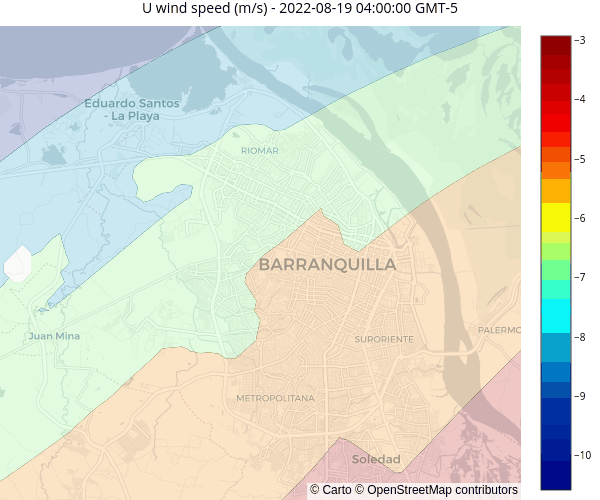 U wind speed (m/s) - 2022-08-19 04:00:00 GMT-5
Eduardo Santos
- La Playa
RIOMAR
BARRANQUILLA
Juan Mina
SURORIENTE
PALERMO
METROPOLITANA
Soledad
© Carto © OpenStreetMap contributors
−3
−4
−5
−6
−7
−8
−9
−10